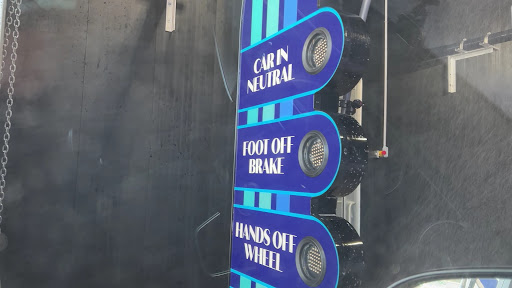 CAR IN
NEUTRAL
FOOT OFF
BRAKE
HANDS OFF
WHEEL